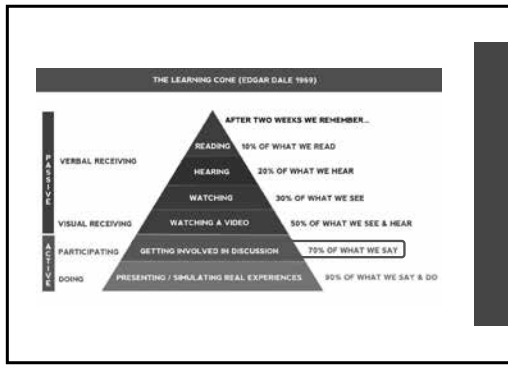 THE LEARNING CONE (EDGAR DALE 1969)
AFTER TWO WEEKS WE REMEMBER...
READING 10% OF WHAT WE READ
PASSIVE
VERBAL RECEIVING
HEARING 20% OF WHAT WE HEAR
WATCHING 30% OF WHAT WE SEE
VISUAL RECEIVING WATCHING A VIDEO 50% OF WHAT WE SEE & HEAR
ACTIVE
PARTICIPATING GETTING INVOLVED IN DISCUSSION 70% OF WHAT WE SAY
DOING PRESENTING / SIMULATING REAL EXPERIENCES 90% OF WHAT WE SAY & DO